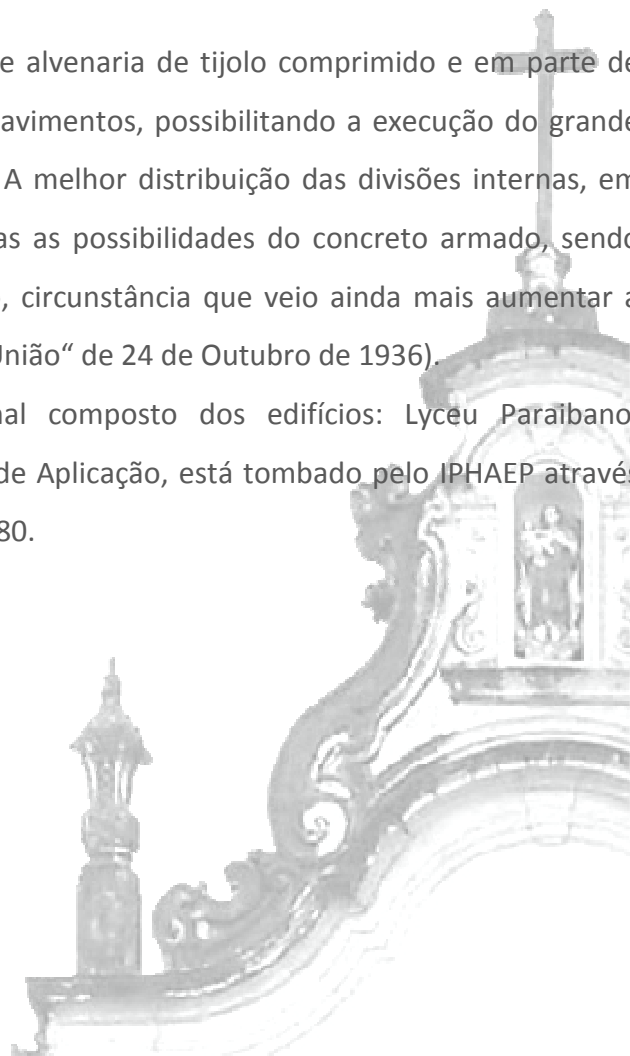 e alvenaria de tijolo comprimido e em parte de
avimentos, possibilitando a execução do grande
A melhor distribuição das divisões internas, em
as as possibilidades do concreto armado, sendo
, circunstância que veio ainda mais aumentar a
União“ de 24 de Outubro de 1936).
nal composto dos edifícios: Lyceu Paraibano,
de Aplicação, está tombado pelo IPHAEP através
80.